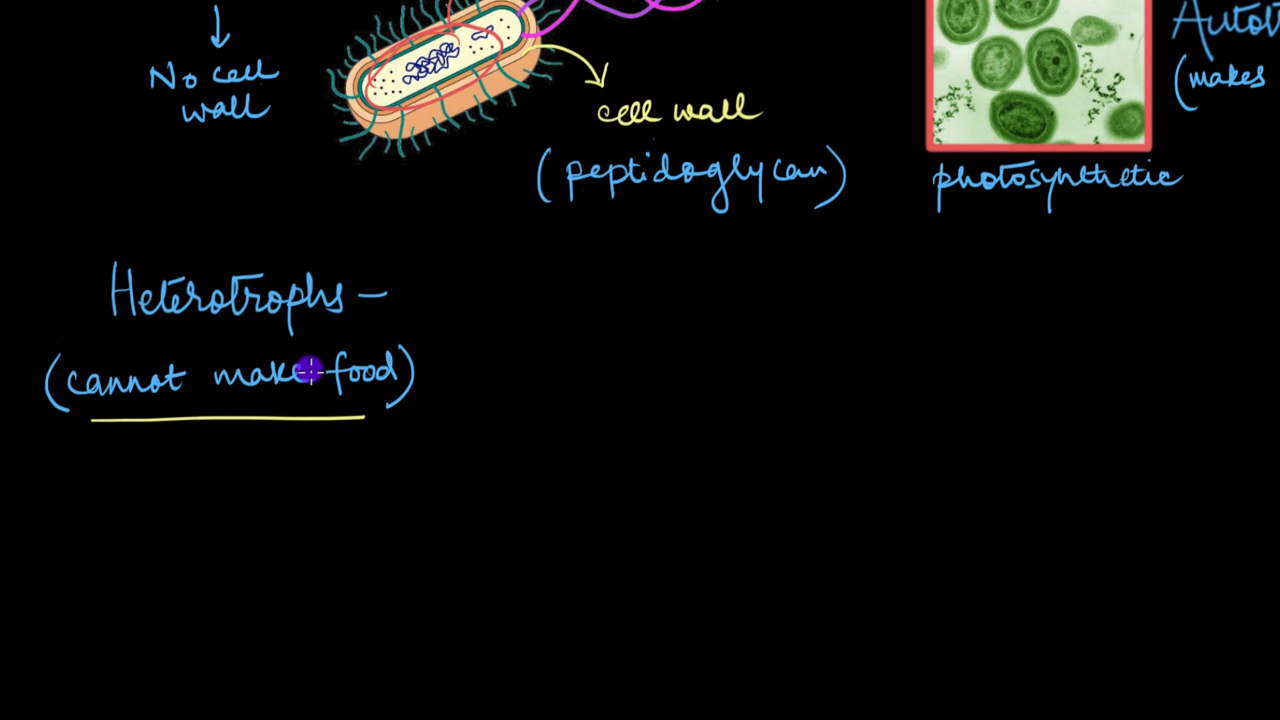 No cell
wall
cell wall
(peptidoglycan)
(makes
photosynthetic
Heterotrophs -
(cannot make food)